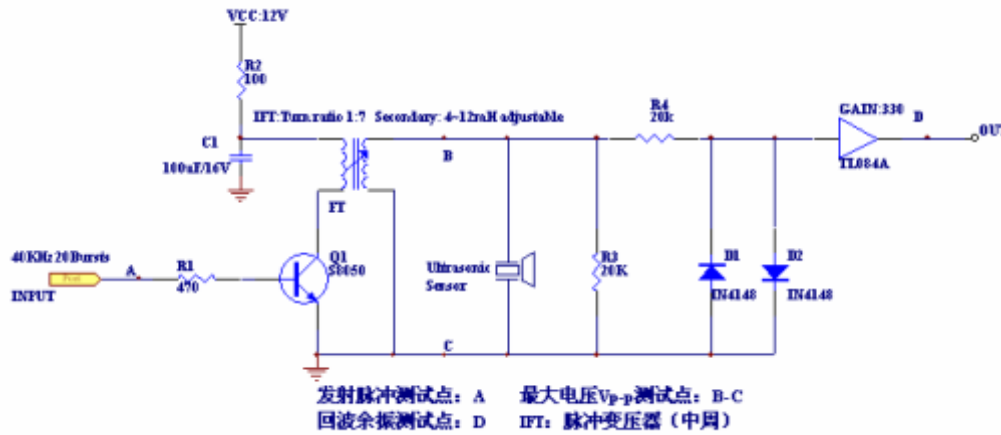 VCC:12V
R2
100
IFT:Turn ratio 1:7 Secondary: 4~12mH adjustable
R4
20k
GAIN:330
D
OUT
C1
100uF/16V
B
TL084A
FT
40KHz 20Bursts
A
R1
470
Q1
S8050
INPUT
Port
Ultrasonic
Sensor
R3
20K
D1
IN4148
D2
IN4148
C
发射脉冲测试点：A 最大电压Vp-p测试点：B-C
回波余振测试点：D IFT：脉冲变压器（中周）